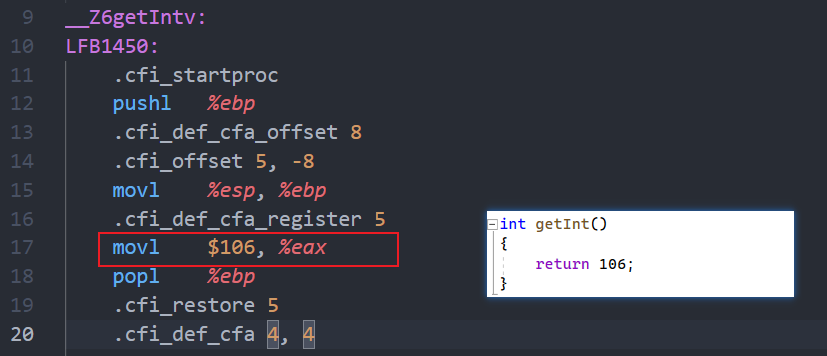 9 __Z6getIntv:
10 LFB1450:
11 .cfi_startproc
12 pushl %ebp
13 .cfi_def_cfa_offset 8
14 .cfi_offset 5, -8
15 movl %esp, %ebp
16 .cfi_def_cfa_register 5
17 movl $106, %eax
18 popl %ebp
19 .cfi_restore 5
20 .cfi_def_cfa 4, 4
int getInt()
{
return 106;
}